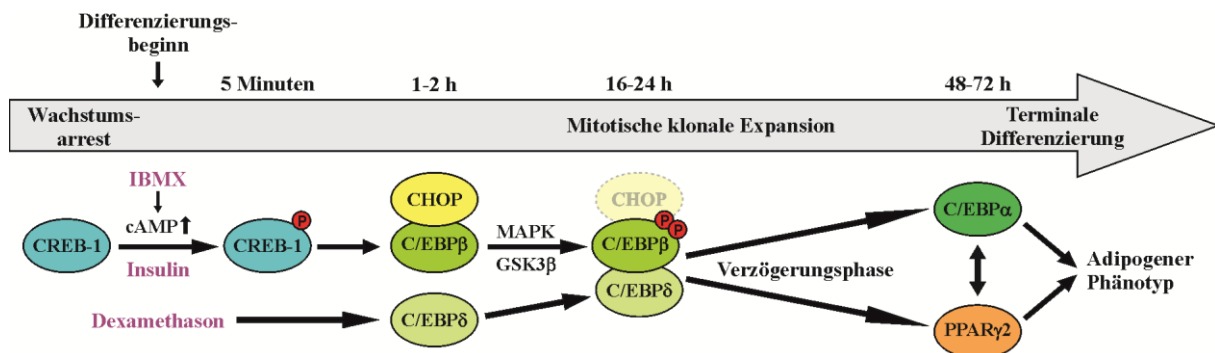 Differenzierungs-
beginn
5 Minuten
1-2 h
16-24 h
48-72 h
Wachstums-
arrest
Mitotische klonale Expansion
Terminale
Differenzierung
IBMX
cAMP
CREB-1
Insulin
P
CREB-1
CHOP
C/EBPβ
MAPK
GSK3β
CHOP
P
P
C/EBPβ
C/EBPδ
Verzögerungsphase
C/EBPα
Adipogener
Phänotyp
PPARγ2
Dexamethason
C/EBPδ